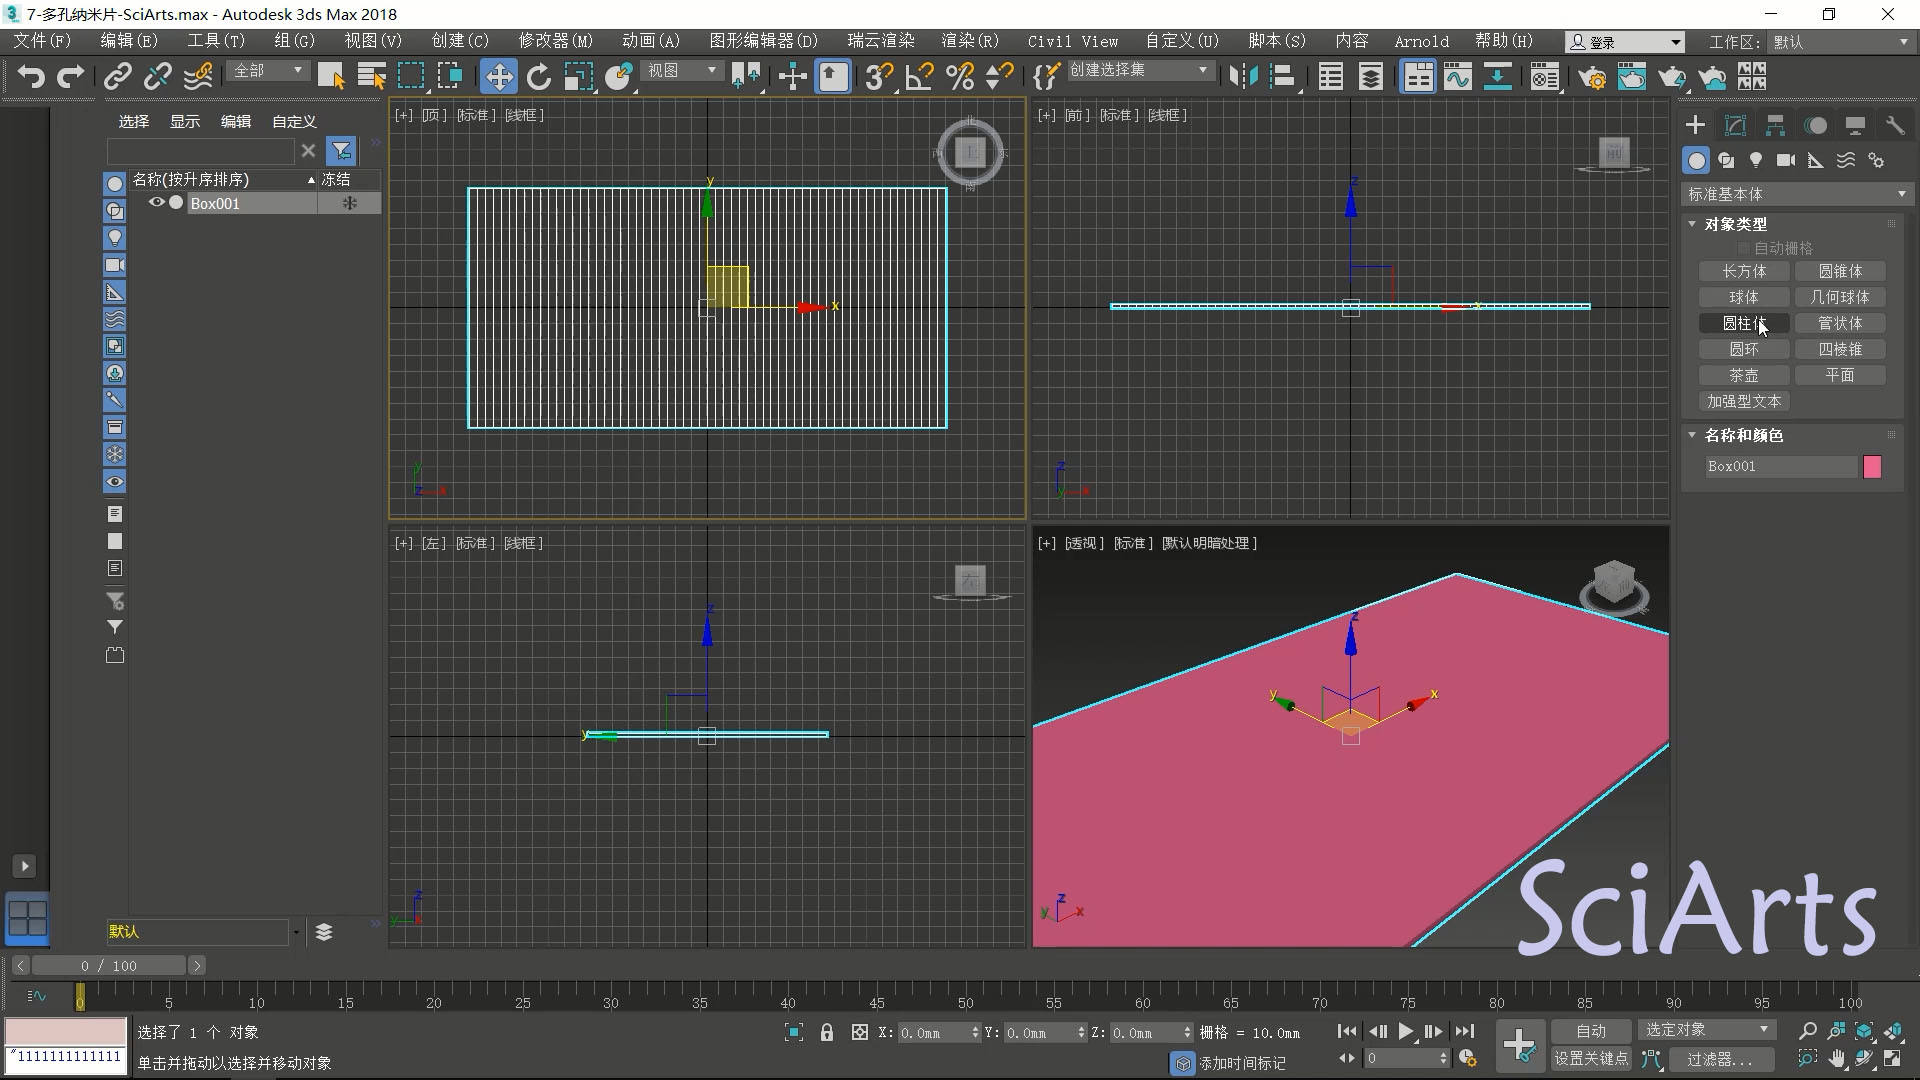 7-多孔纳米片-SciArts.max - Autodesk 3ds Max 2018
文件(F) 编辑(E) 工具(T) 组(G) 视图(V) 创建(C) 修改器(M) 动画(A) 图形编辑器(D) 瑞云渲染 渲染(R) Civil View 自定义(U) 脚本(S) 内容 Arnold 帮助(H) 登录 工作区: 默认
全部 视图 创建选择集
选择 显示 编辑 自定义
名称(按升序排序) 冻结
Box001
[+] [顶] [标准] [线框]
y
x
北
上
东
南
y
z x
[+] [前] [标准] [线框]
z
x
z
y x
[+] [左] [标准] [线框]
左
z
y
z
y x
[+] [透视] [标准] [默认明暗处理]
z
y x
z
y x
标准基本体
对象类型
自动栅格
长方体 圆锥体
球体 几何球体
圆柱体 管状体
圆环 四棱锥
茶壶 平面
加强型文本
名称和颜色
Box001
SciArts
默认
0 / 100
0 5 10 15 20 25 30 35 40 45 50 55 60 65 70 75 80 85 90 95 100
选择了 1 个 对象
"1111111111111
单击并拖动以选择并移动对象
X: 0.0mm Y: 0.0mm Z: 0.0mm 栅格 = 10.0mm
添加时间标记
0
自动 选定对象
设置关键点 过滤器...